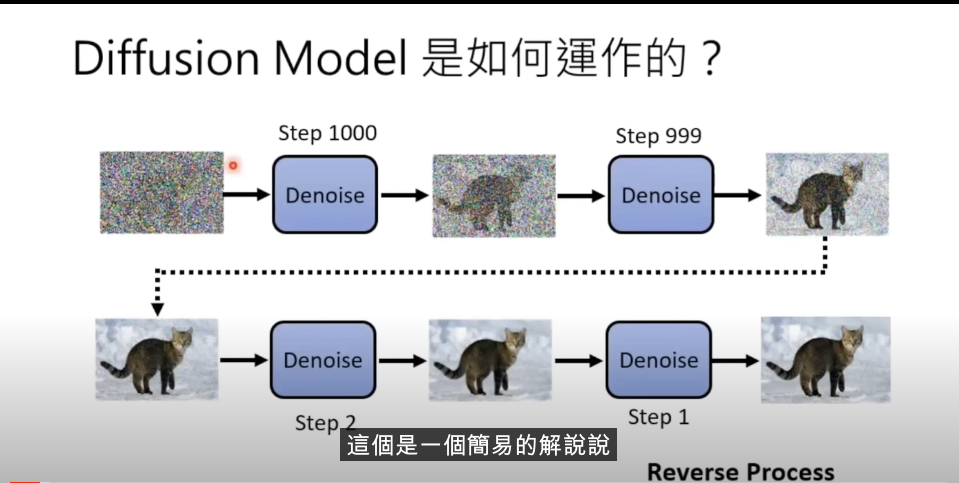 Diffusion Model 是如何運作的？
Step 1000
Step 999
Denoise
Denoise
Denoise
Denoise
Step 2
Step 1
這個是一個簡易的解說說
Reverse Process